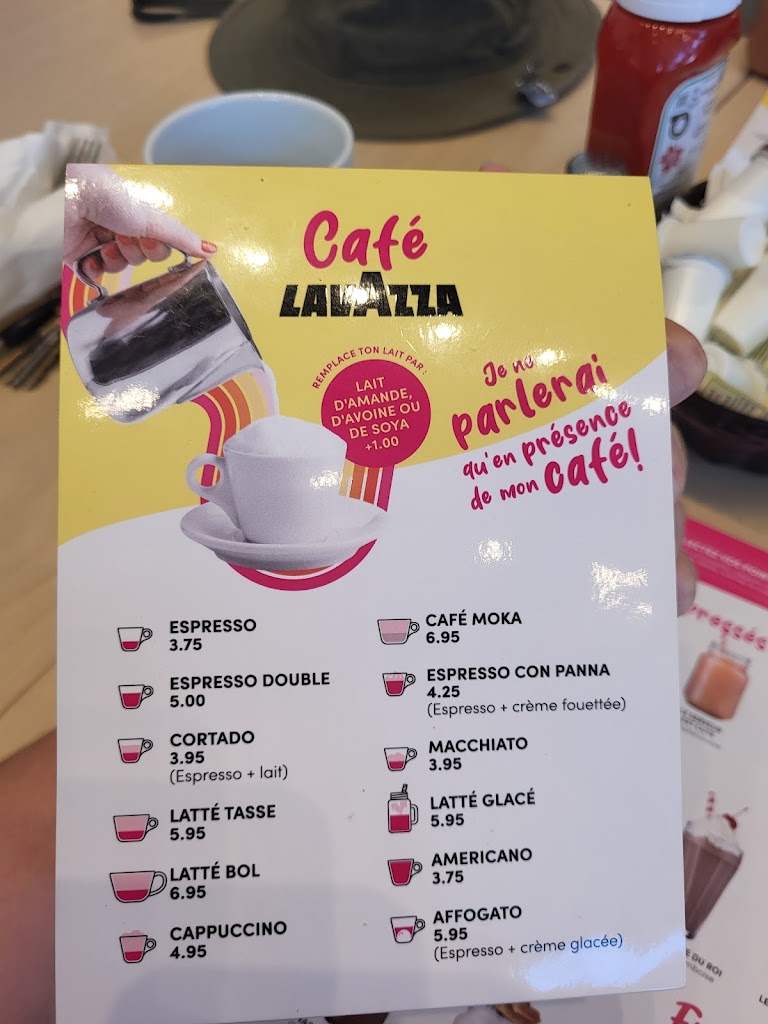 Café
LAVAZZA
REMPLACE TON LAIT PAR :
LAIT
D'AMANDE,
D'AVOINE OU
DE SOYA
+1.00
Je ne
parlerai
qu'en présence
de mon café!
ESPRESSO
3.75
ESPRESSO DOUBLE
5.00
CORTADO
3.95
(Espresso + lait)
LATTÉ TASSE
5.95
LATTÉ BOL
6.95
CAPPUCCINO
4.95
CAFÉ MOKA
6.95
ESPRESSO CON PANNA
4.25
(Espresso + crème fouettée)
MACCHIATO
3.95
LATTÉ GLACÉ
5.95
AMERICANO
3.75
AFFOGATO
5.95
(Espresso + crème glacée)
DU ROI